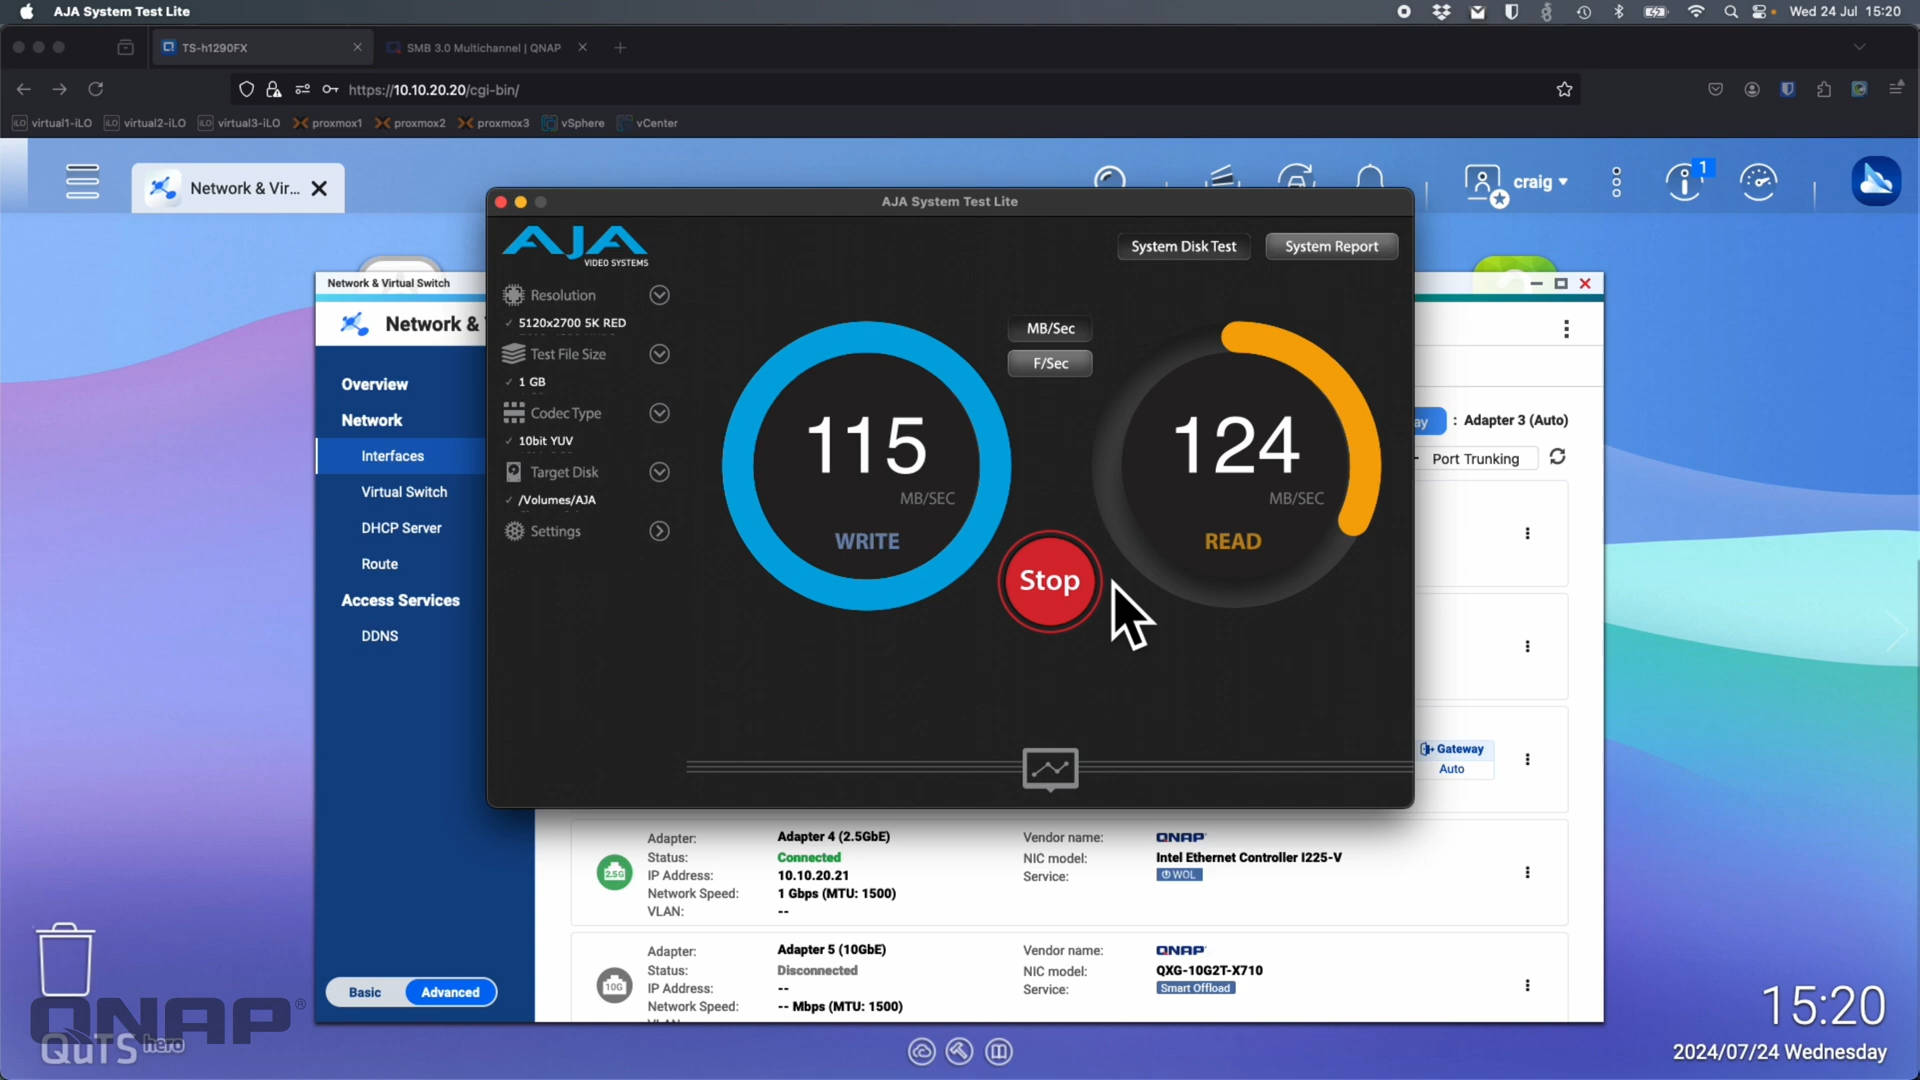 AJA System Test Lite
Wed 24 Jul 15:20
TS-h1290FX
SMB 3.0 Multichannel | QNAP
https://10.10.20.20/cgi-bin/
iLO virtual1-iLO
iLO virtual2-iLO
iLO virtual3-iLO
proxmox1
proxmox2
proxmox3
vSphere
vCenter
Network & Vir...
craig
1
AJA System Test Lite
AJA
VIDEO SYSTEMS
System Disk Test
System Report
Resolution
5120x2700 5K RED
Test File Size
1 GB
Codec Type
10bit YUV
Target Disk
/Volumes/AJA
Settings
MB/Sec
F/Sec
115
MB/SEC
WRITE
124
MB/SEC
READ
Stop
Network & Virtual Switch
Network &
Overview
Network
Interfaces
Virtual Switch
DHCP Server
Route
Access Services
DDNS
Basic
Advanced
ay : Adapter 3 (Auto)
Port Trunking
Gateway
Auto
2.5G
Adapter: Adapter 4 (2.5GbE)
Status: Connected
IP Address: 10.10.20.21
Network Speed: 1 Gbps (MTU: 1500)
VLAN: --
Vendor name: QNAP
NIC model: Intel Ethernet Controller I225-V
Service: WOL
10G
Adapter: Adapter 5 (10GbE)
Status: Disconnected
IP Address: --
Network Speed: -- Mbps (MTU: 1500)
Vendor name: QNAP
NIC model: QXG-10G2T-X710
Service: Smart Offload
QNAP®
QuTS hero
15:20
2024/07/24 Wednesday